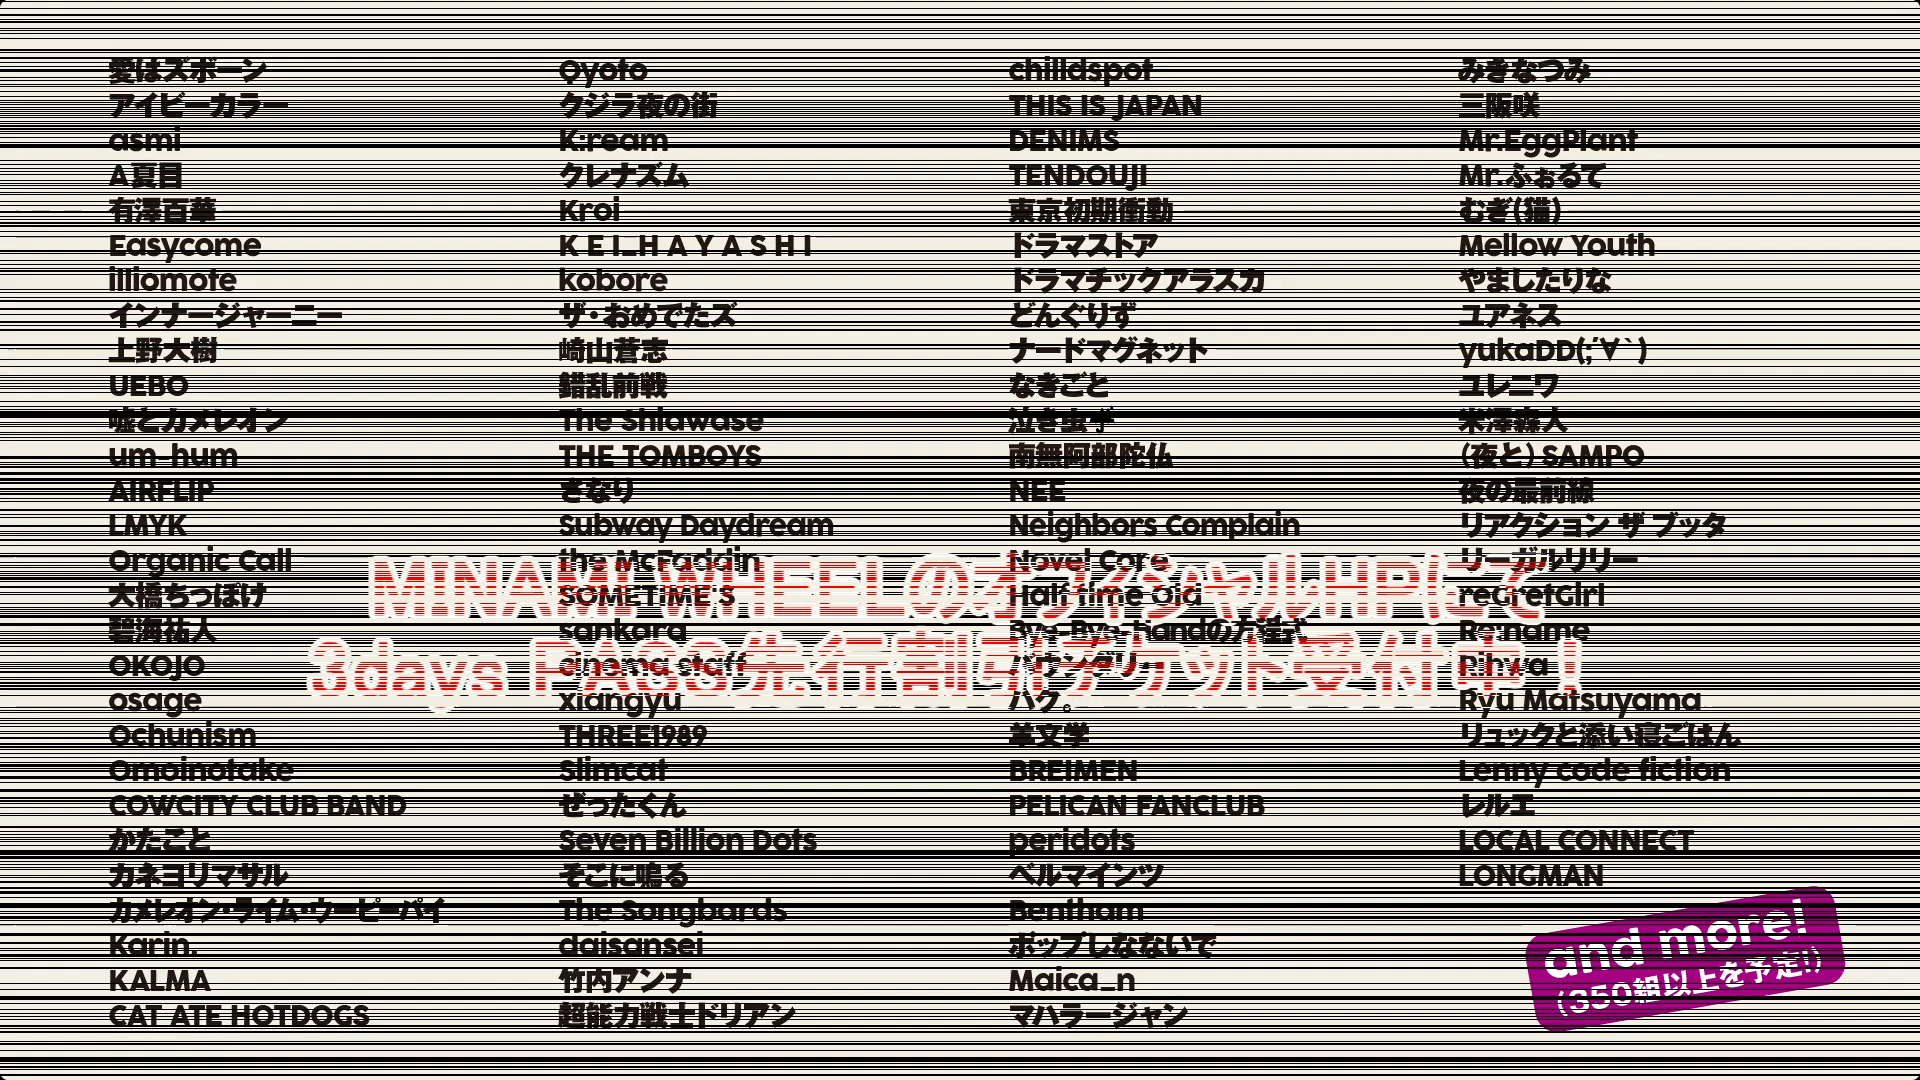 愛はズボーン
アイビーカラー
asmi
A夏目
有澤百華
Easycome
illiomote
インナージャーニー
上野大樹
UEBO
嘘とカメレオン
um-hum
AIRFLIP
LMYK
Organic Call
大橋ちっぽけ
碧海祐人
OKOJO
osage
Ochunism
Omoinotake
COWCITY CLUB BAND
かたこと
カネヨリマサル
カメレオン・ライム・ウーピーパイ
Karin.
KALMA
CAT ATE HOTDOGS
Qyoto
クジラ夜の街
K:ream
クレナズム
Kroi
KEI_HAYASHI
kobore
ザ・おめでたズ
崎山蒼志
錯乱前戦
The Shiawase
THE TOMBOYS
さなり
Subway Daydream
the McFaddin
SOMETIME'S
sankara
cinema staff
xiangyu
THREE1989
Slimcat
ぜったくん
Seven Billion Dots
そこに鳴る
The Songbards
daisansei
竹内アンナ
超能力戦士ドリアン
chilldspot
THIS IS JAPAN
DENIMS
TENDOUJI
東京初期衝動
ドラマストア
ドラマチックアラスカ
どんぐりず
ナードマグネット
なきごと
泣き虫☔
南無阿部陀仏
NEE
Neighbors Complain
Novel Core
Half time Old
Bye-Bye-Handの方程式
バウンダリー
ハク。
羊文学
BREIMEN
PELICAN FANCLUB
peridots
ベルマインツ
Bentham
ポップしなないで
Maica_n
マハラージャン
みきなつみ
三阪咲
Mr.EggPlant
Mr.ふぉるて
むぎ(猫)
Mellow Youth
やましたりな
ユアネス
yukaDD(;´∀｀)
ユレニワ
米澤森人
(夜と)SAMPO
夜の最前線
リアクション ザ ブッタ
リーガルリリー
reGretGirl
Re:name
Rihwa
Ryu Matsuyama
リュックと添い寝ごはん
Lenny code fiction
レルエ
LOCAL CONNECT
LONGMAN
MINAMI WHEELのオフィシャルHPにて
3days PASS先行割引チケット受付中！
and more!
(350組以上を予定!)